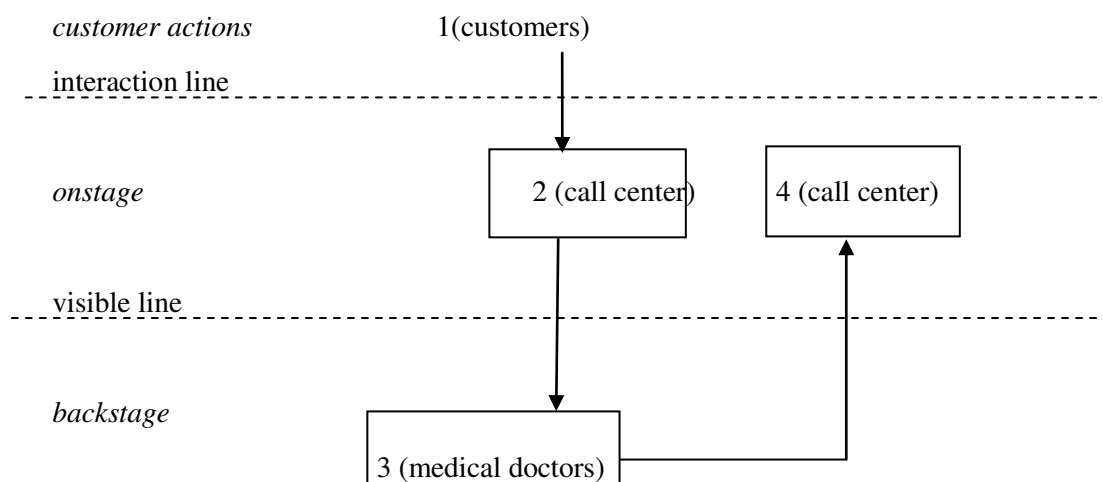 customer actions 1(customers)
interaction line
onstage 2 (call center) 4 (call center)
visible line
backstage
3 (medical doctors)